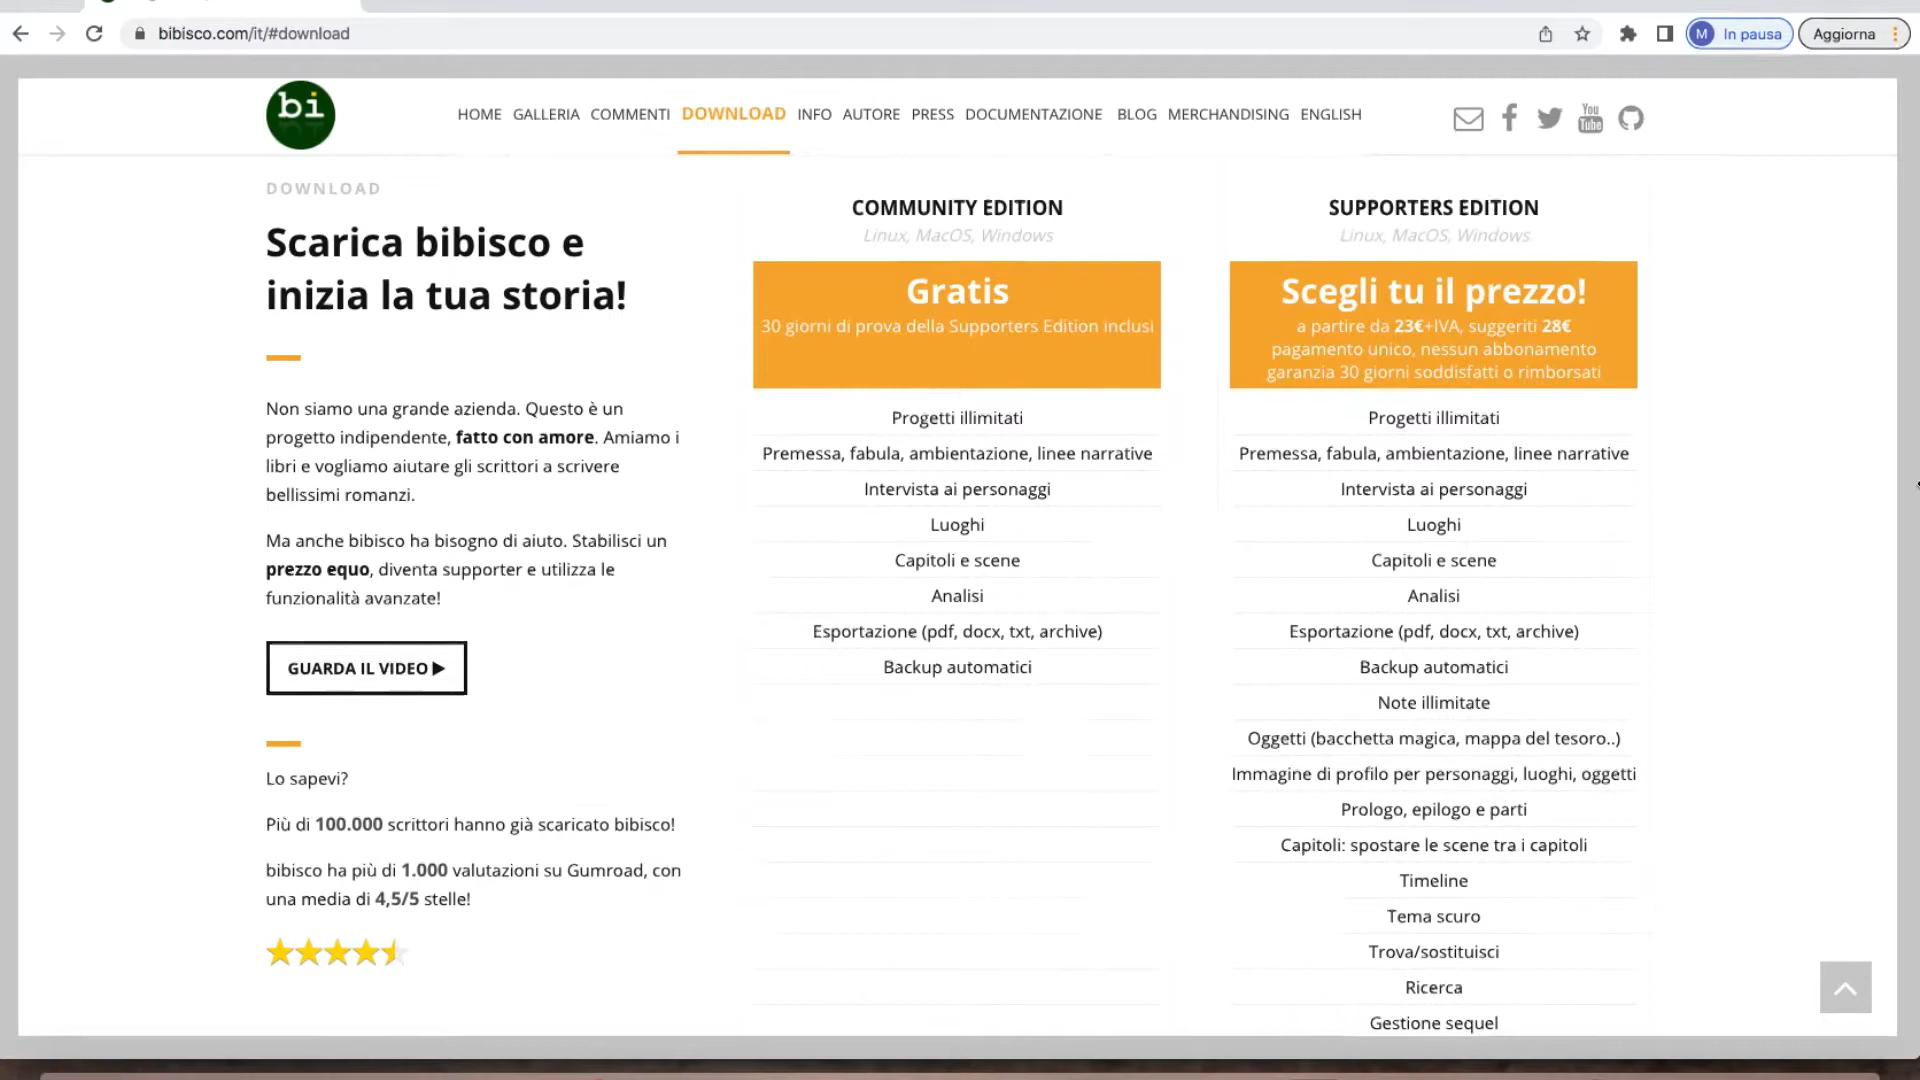 bibisco.com/it/#download
M In pausa
Aggiorna
bi
HOME GALLERIA COMMENTI DOWNLOAD INFO AUTORE PRESS DOCUMENTAZIONE BLOG MERCHANDISING ENGLISH
You Tube
DOWNLOAD
Scarica bibisco e
inizia la tua storia!
Non siamo una grande azienda. Questo è un
progetto indipendente, fatto con amore. Amiamo i
libri e vogliamo aiutare gli scrittori a scrivere
bellissimi romanzi.
Ma anche bibisco ha bisogno di aiuto. Stabilisci un
prezzo equo, diventa supporter e utilizza le
funzionalità avanzate!
GUARDA IL VIDEO
Lo sapevi?
Più di 100.000 scrittori hanno già scaricato bibisco!
bibisco ha più di 1.000 valutazioni su Gumroad, con
una media di 4,5/5 stelle!
COMMUNITY EDITION
Linux, MacOS, Windows
Gratis
30 giorni di prova della Supporters Edition inclusi
Progetti illimitati
Premessa, fabula, ambientazione, linee narrative
Intervista ai personaggi
Luoghi
Capitoli e scene
Analisi
Esportazione (pdf, docx, txt, archive)
Backup automatici
SUPPORTERS EDITION
Linux, MacOS, Windows
Scegli tu il prezzo!
a partire da 23€+IVA, suggeriti 28€
pagamento unico, nessun abbonamento
garanzia 30 giorni soddisfatti o rimborsati
Progetti illimitati
Premessa, fabula, ambientazione, linee narrative
Intervista ai personaggi
Luoghi
Capitoli e scene
Analisi
Esportazione (pdf, docx, txt, archive)
Backup automatici
Note illimitate
Oggetti (bacchetta magica, mappa del tesoro..)
Immagine di profilo per personaggi, luoghi, oggetti
Prologo, epilogo e parti
Capitoli: spostare le scene tra i capitoli
Timeline
Tema scuro
Trova/sostituisci
Ricerca
Gestione sequel